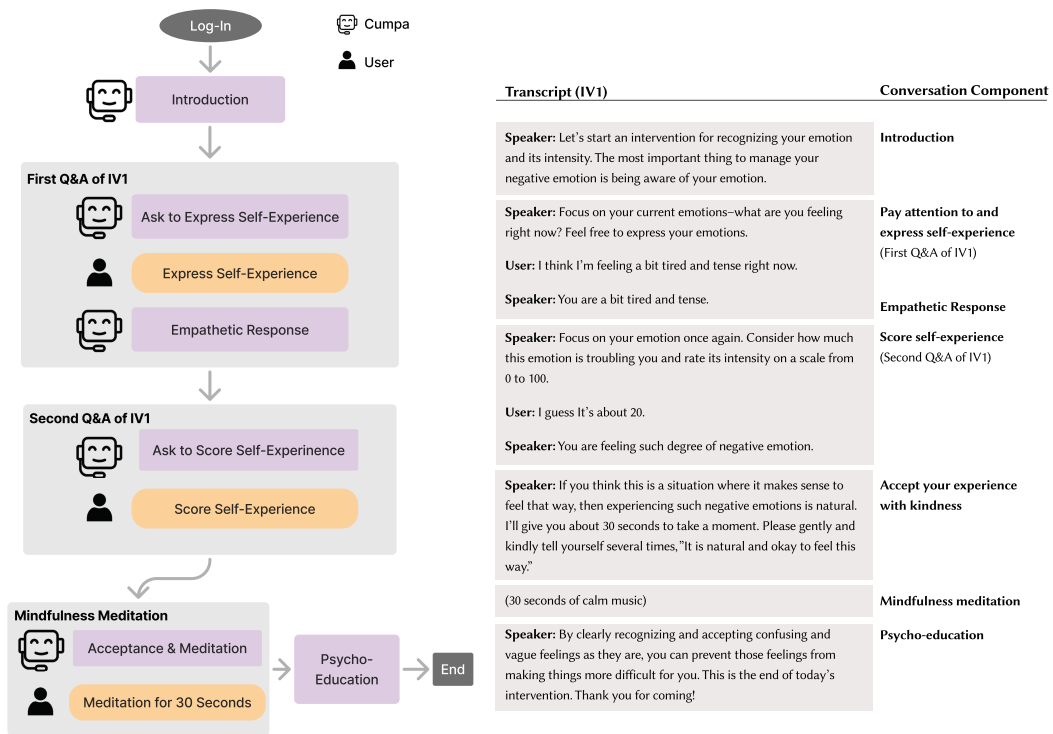 Log-In
Cumpa
User
Introduction
First Q&A of IV1
Ask to Express Self-Experience
Express Self-Experience
Empathetic Response
Second Q&A of IV1
Ask to Score Self-Experinence
Score Self-Experience
Mindfulness Meditation
Acceptance & Meditation
Meditation for 30 Seconds
Psycho-
Education
End
Transcript (IV1)
Conversation Component
Speaker: Let's start an intervention for recognizing your emotion
and its intensity. The most important thing to manage your
negative emotion is being aware of your emotion.
Introduction
Speaker: Focus on your current emotions–what are you feeling
right now? Feel free to express your emotions.
User: I think I'm feeling a bit tired and tense right now.
Speaker: You are a bit tired and tense.
Pay attention to and
express self-experience
(First Q&A of IV1)
Empathetic Response
Speaker: Focus on your emotion once again. Consider how much
this emotion is troubling you and rate its intensity on a scale from
0 to 100.
User: I guess It's about 20.
Speaker: You are feeling such degree of negative emotion.
Score self-experience
(Second Q&A of IV1)
Speaker: If you think this is a situation where it makes sense to
feel that way, then experiencing such negative emotions is natural.
I'll give you about 30 seconds to take a moment. Please gently and
kindly tell yourself several times, "It is natural and okay to feel this
way."
Accept your experience
with kindness
(30 seconds of calm music)
Mindfulness meditation
Speaker: By clearly recognizing and accepting confusing and
vague feelings as they are, you can prevent those feelings from
making things more difficult for you. This is the end of today's
intervention. Thank you for coming!
Psycho-education